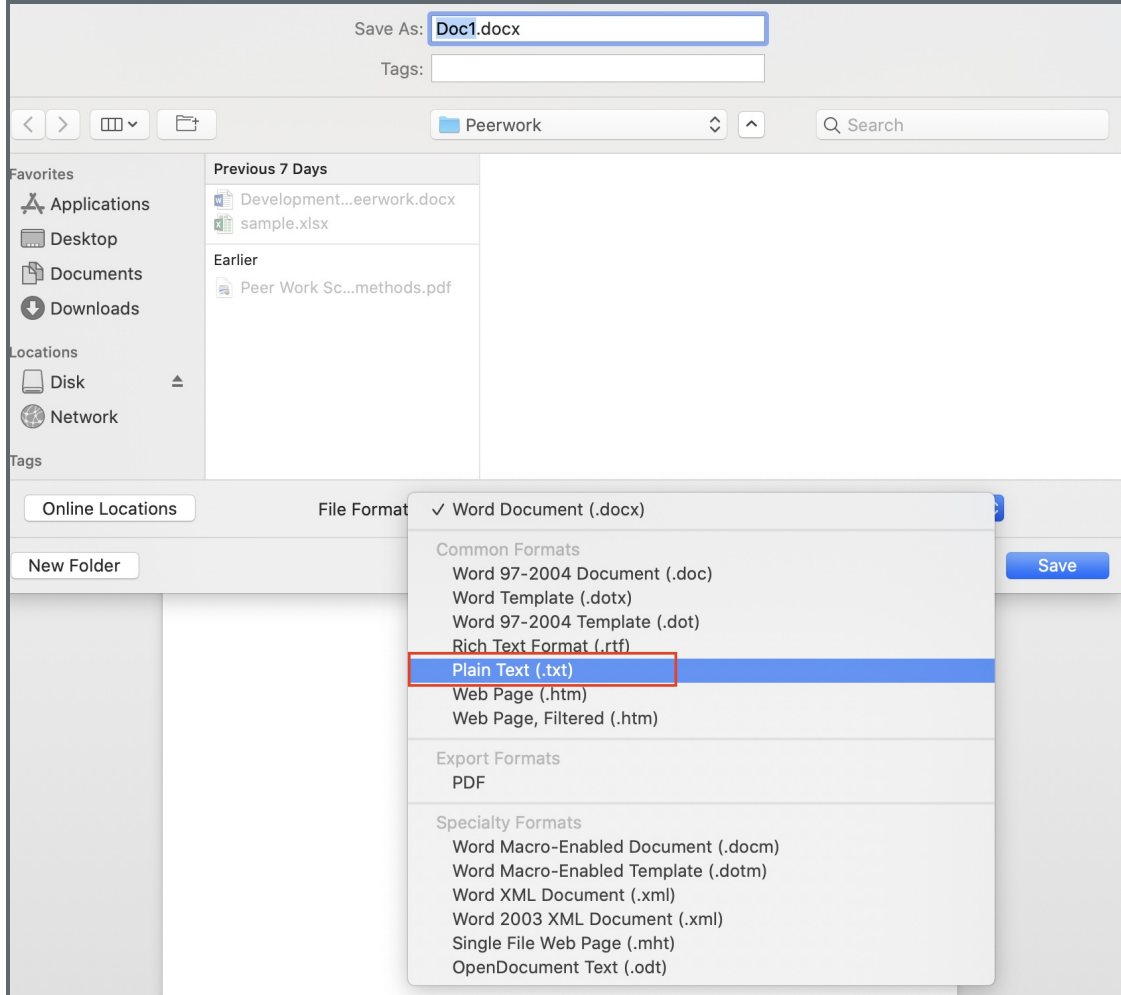 Save As: Doc1.docx
Tags:
Peerwork
Search
Favorites
Applications
Desktop
Documents
Downloads
Locations
Disk
Network
Tags
Previous 7 Days
Development...eerwork.docx
sample.xlsx
Earlier
Peer Work Sc...methods.pdf
Online Locations
File Format
✓ Word Document (.docx)
Common Formats
Word 97-2004 Document (.doc)
Word Template (.dotx)
Word 97-2004 Template (.dot)
Rich Text Format (.rtf)
Plain Text (.txt)
Web Page (.htm)
Web Page, Filtered (.htm)
Export Formats
PDF
Specialty Formats
Word Macro-Enabled Document (.docm)
Word Macro-Enabled Template (.dotm)
Word XML Document (.xml)
Word 2003 XML Document (.xml)
Single File Web Page (.mht)
OpenDocument Text (.odt)
New Folder
Save